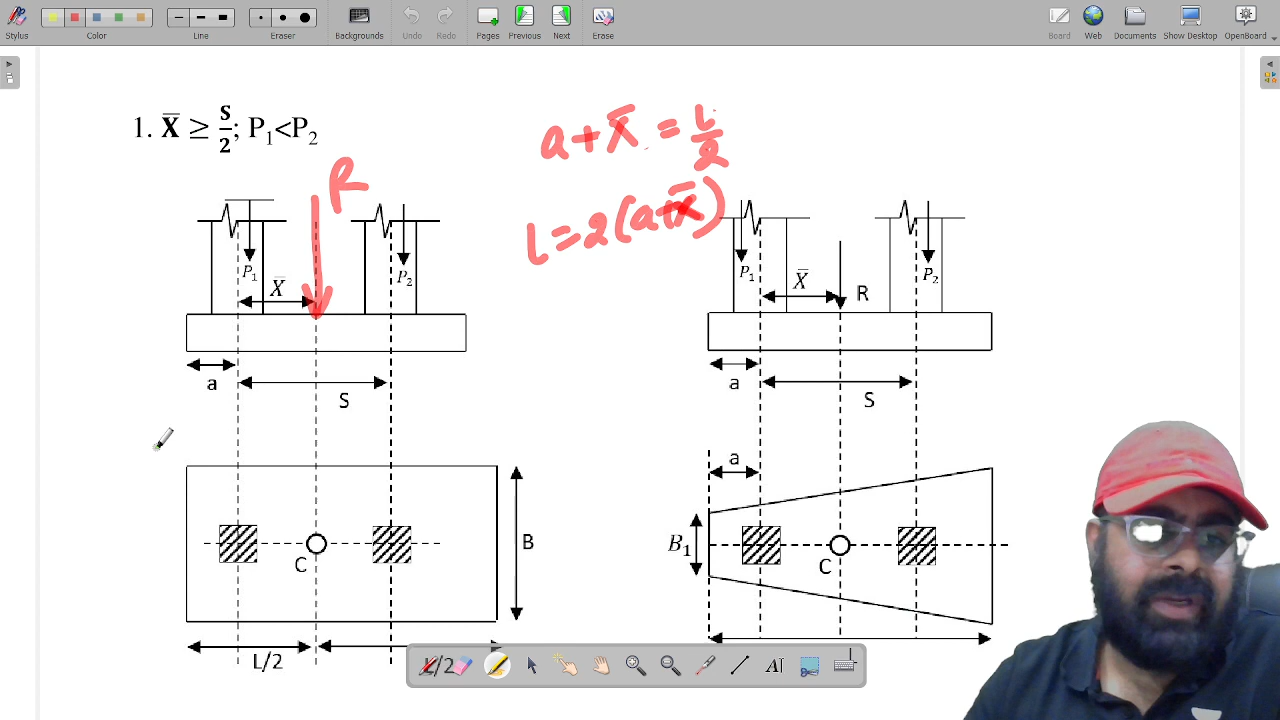 Stylus Color Line Eraser Backgrounds Undo Redo Pages Previous Next Erase Board Web Documents Show Desktop OpenBoard
1. X̄ ≥ S/2; P₁<P₂
a+X̄ = L/2
L=2(a+X̄)
R
P₁ X̄ P₂
P₁ X̄ R P₂
a S
a S
a
C B
B₁ C
L/2 L/2